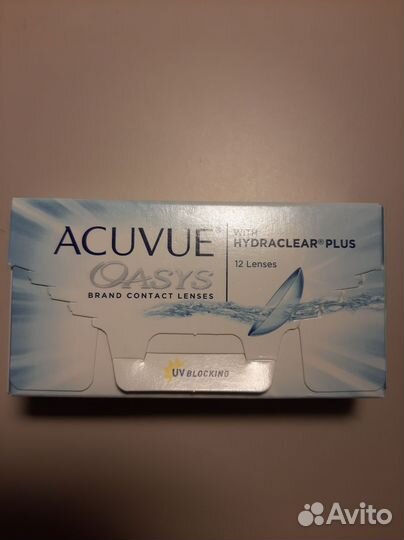 ACUVUE®
OASYS
BRAND CONTACT LENSES
WITH
HYDRACLEAR® PLUS
12 Lenses
UV BLOCKING
Avito